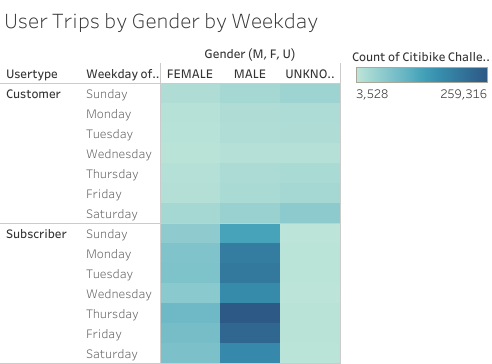 User Trips by Gender by Weekday
Gender (M, F, U)
Usertype Weekday of.. FEMALE MALE UNKNO..
Customer Sunday
Monday
Tuesday
Wednesday
Thursday
Friday
Saturday
Subscriber Sunday
Monday
Tuesday
Wednesday
Thursday
Friday
Saturday
Count of Citibike Challe..
3,528 259,316